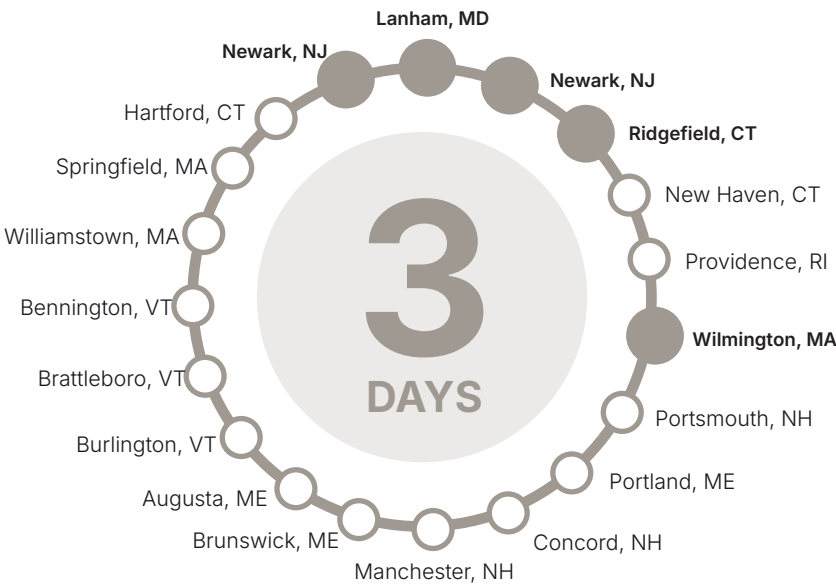 Lanham, MD
Newark, NJ
Newark, NJ
Hartford, CT
Ridgefield, CT
Springfield, MA
New Haven, CT
3
DAYS
Williamstown, MA
Providence, RI
Bennington, VT
Wilmington, MA
Brattleboro, VT
Portsmouth, NH
Burlington, VT
Portland, ME
Augusta, ME
Brunswick, ME
Concord, NH
Manchester, NH